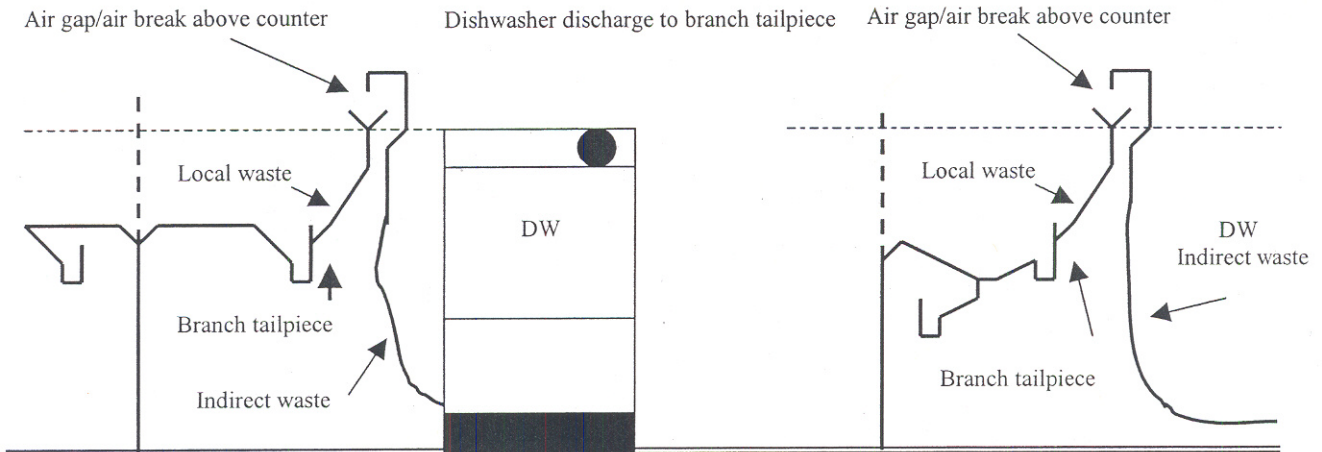 Air gap/air break above counter
Dishwasher discharge to branch tailpiece
Air gap/air break above counter
Local waste
DW
Branch tailpiece
Indirect waste
Local waste
DW
Indirect waste
Branch tailpiece